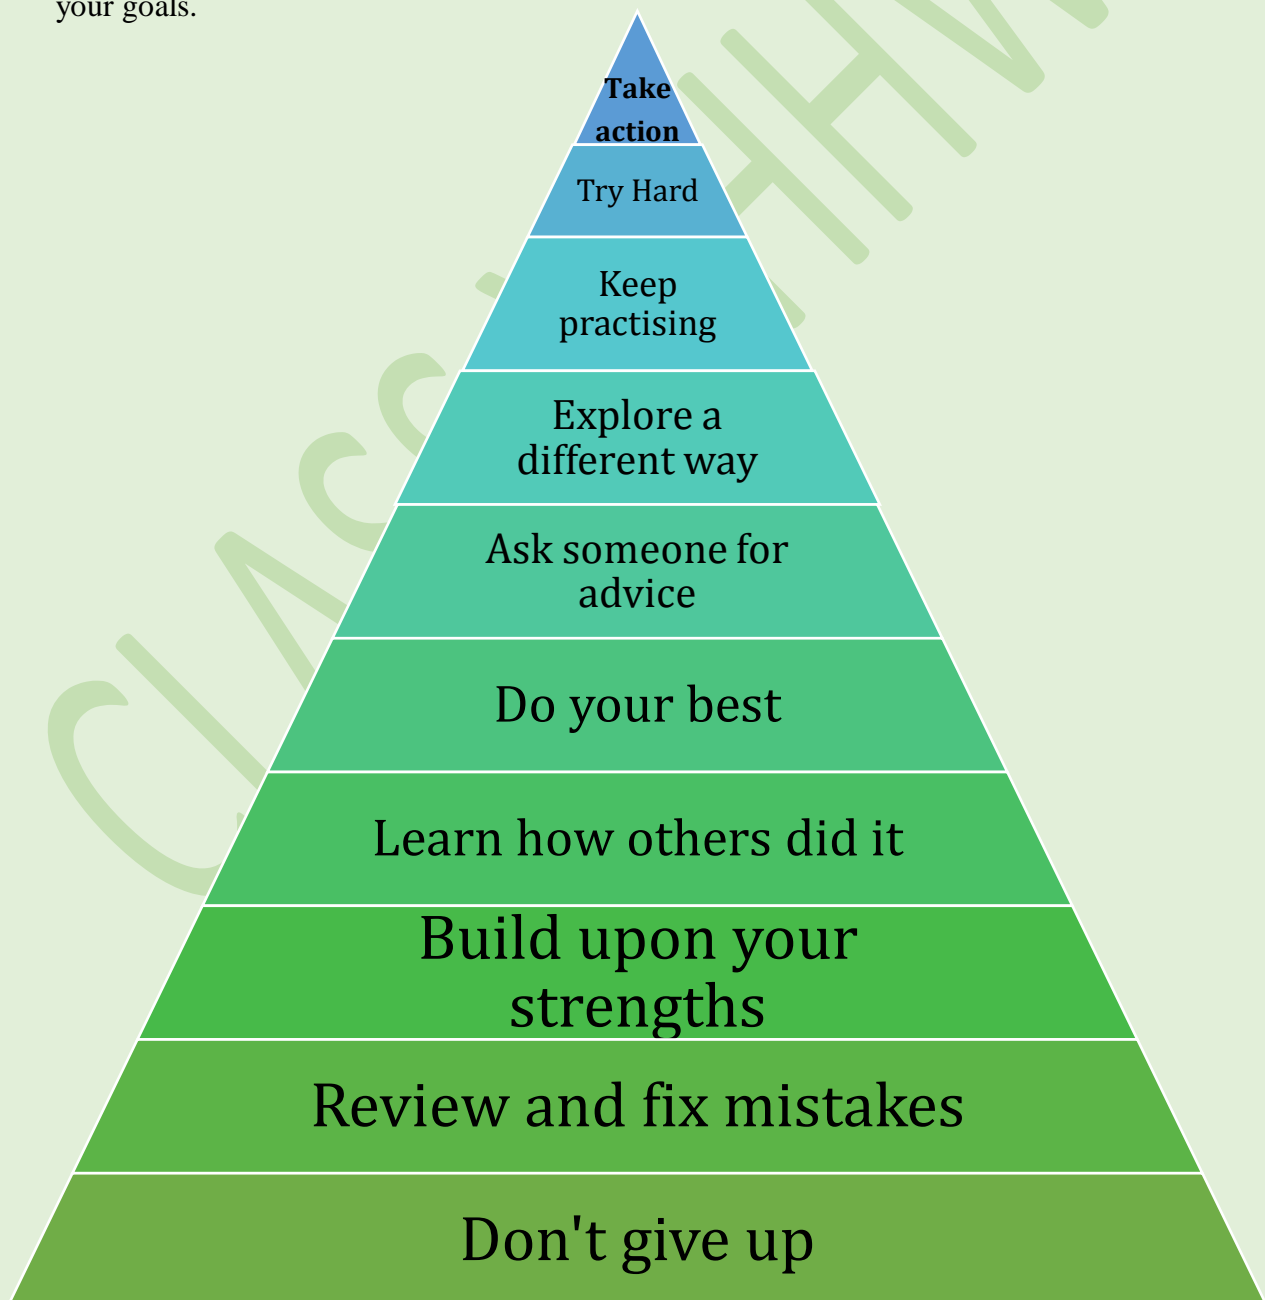 your goals.
Take
action
Try Hard
Keep
practising
Explore a
different way
Ask someone for
advice
Do your best
Learn how others did it
Build upon your
strengths
Review and fix mistakes
Don't give up